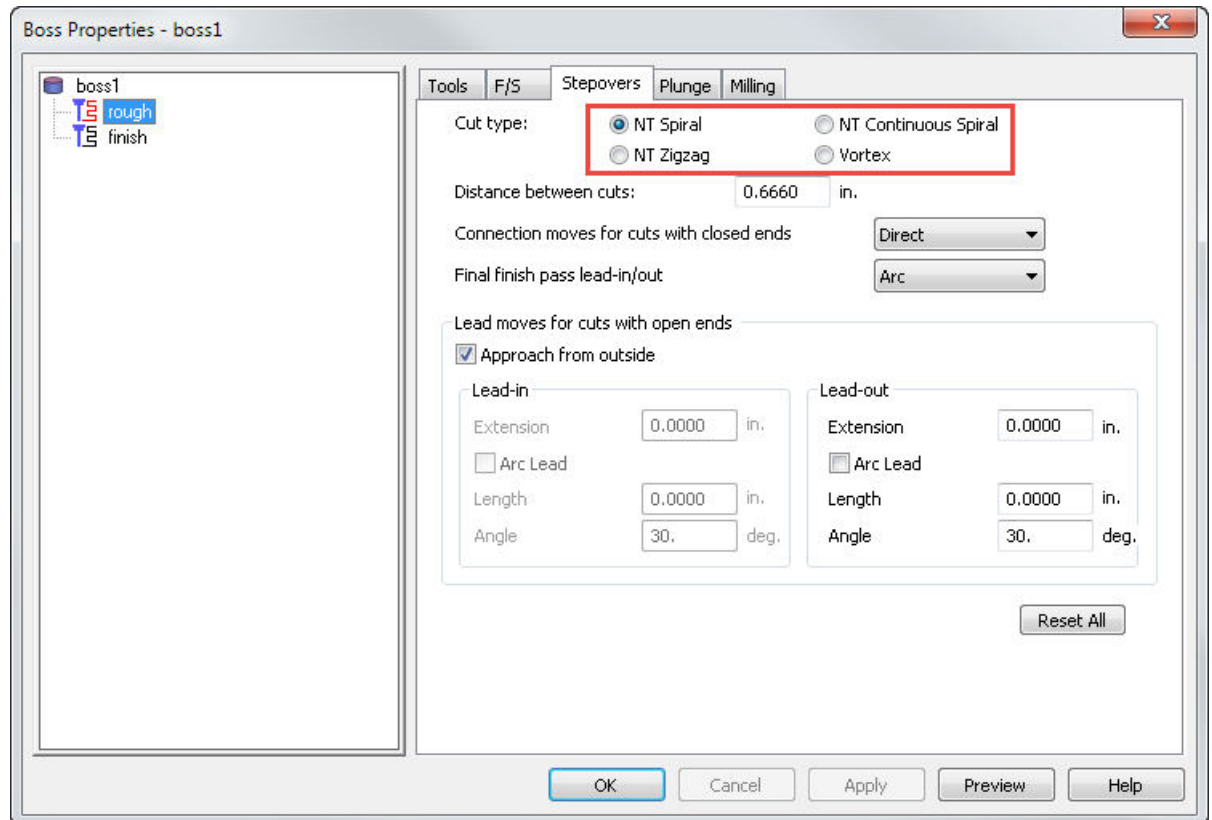 Boss Properties - boss1
boss1
rough
finish
Tools F/S Stepovers Plunge Milling
Cut type: NT Spiral NT Continuous Spiral
NT Zigzag Vortex
Distance between cuts: 0.6660 in.
Connection moves for cuts with closed ends Direct
Final finish pass lead-in/out Arc
Lead moves for cuts with open ends
Approach from outside
Lead-in
Extension 0.0000 in.
Arc Lead
Length 0.0000 in.
Angle 30. deg.
Lead-out
Extension 0.0000 in.
Arc Lead
Length 0.0000 in.
Angle 30. deg.
Reset All
OK Cancel Apply Preview Help